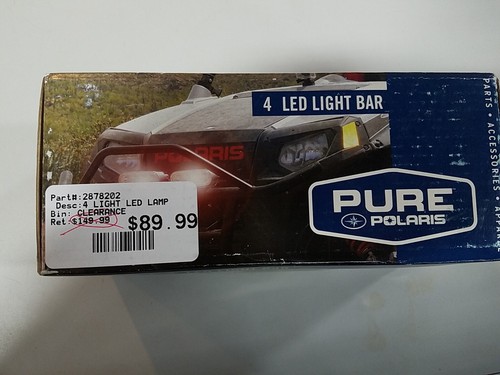 4 LED LIGHT BAR
PARTS • ACCESSORIES •
POLARIS
PURE
POLARIS
Part#:2878202
Desc:4 LIGHT LED LAMP
Bin: CLEARANCE
Ret $149.99
$89.99